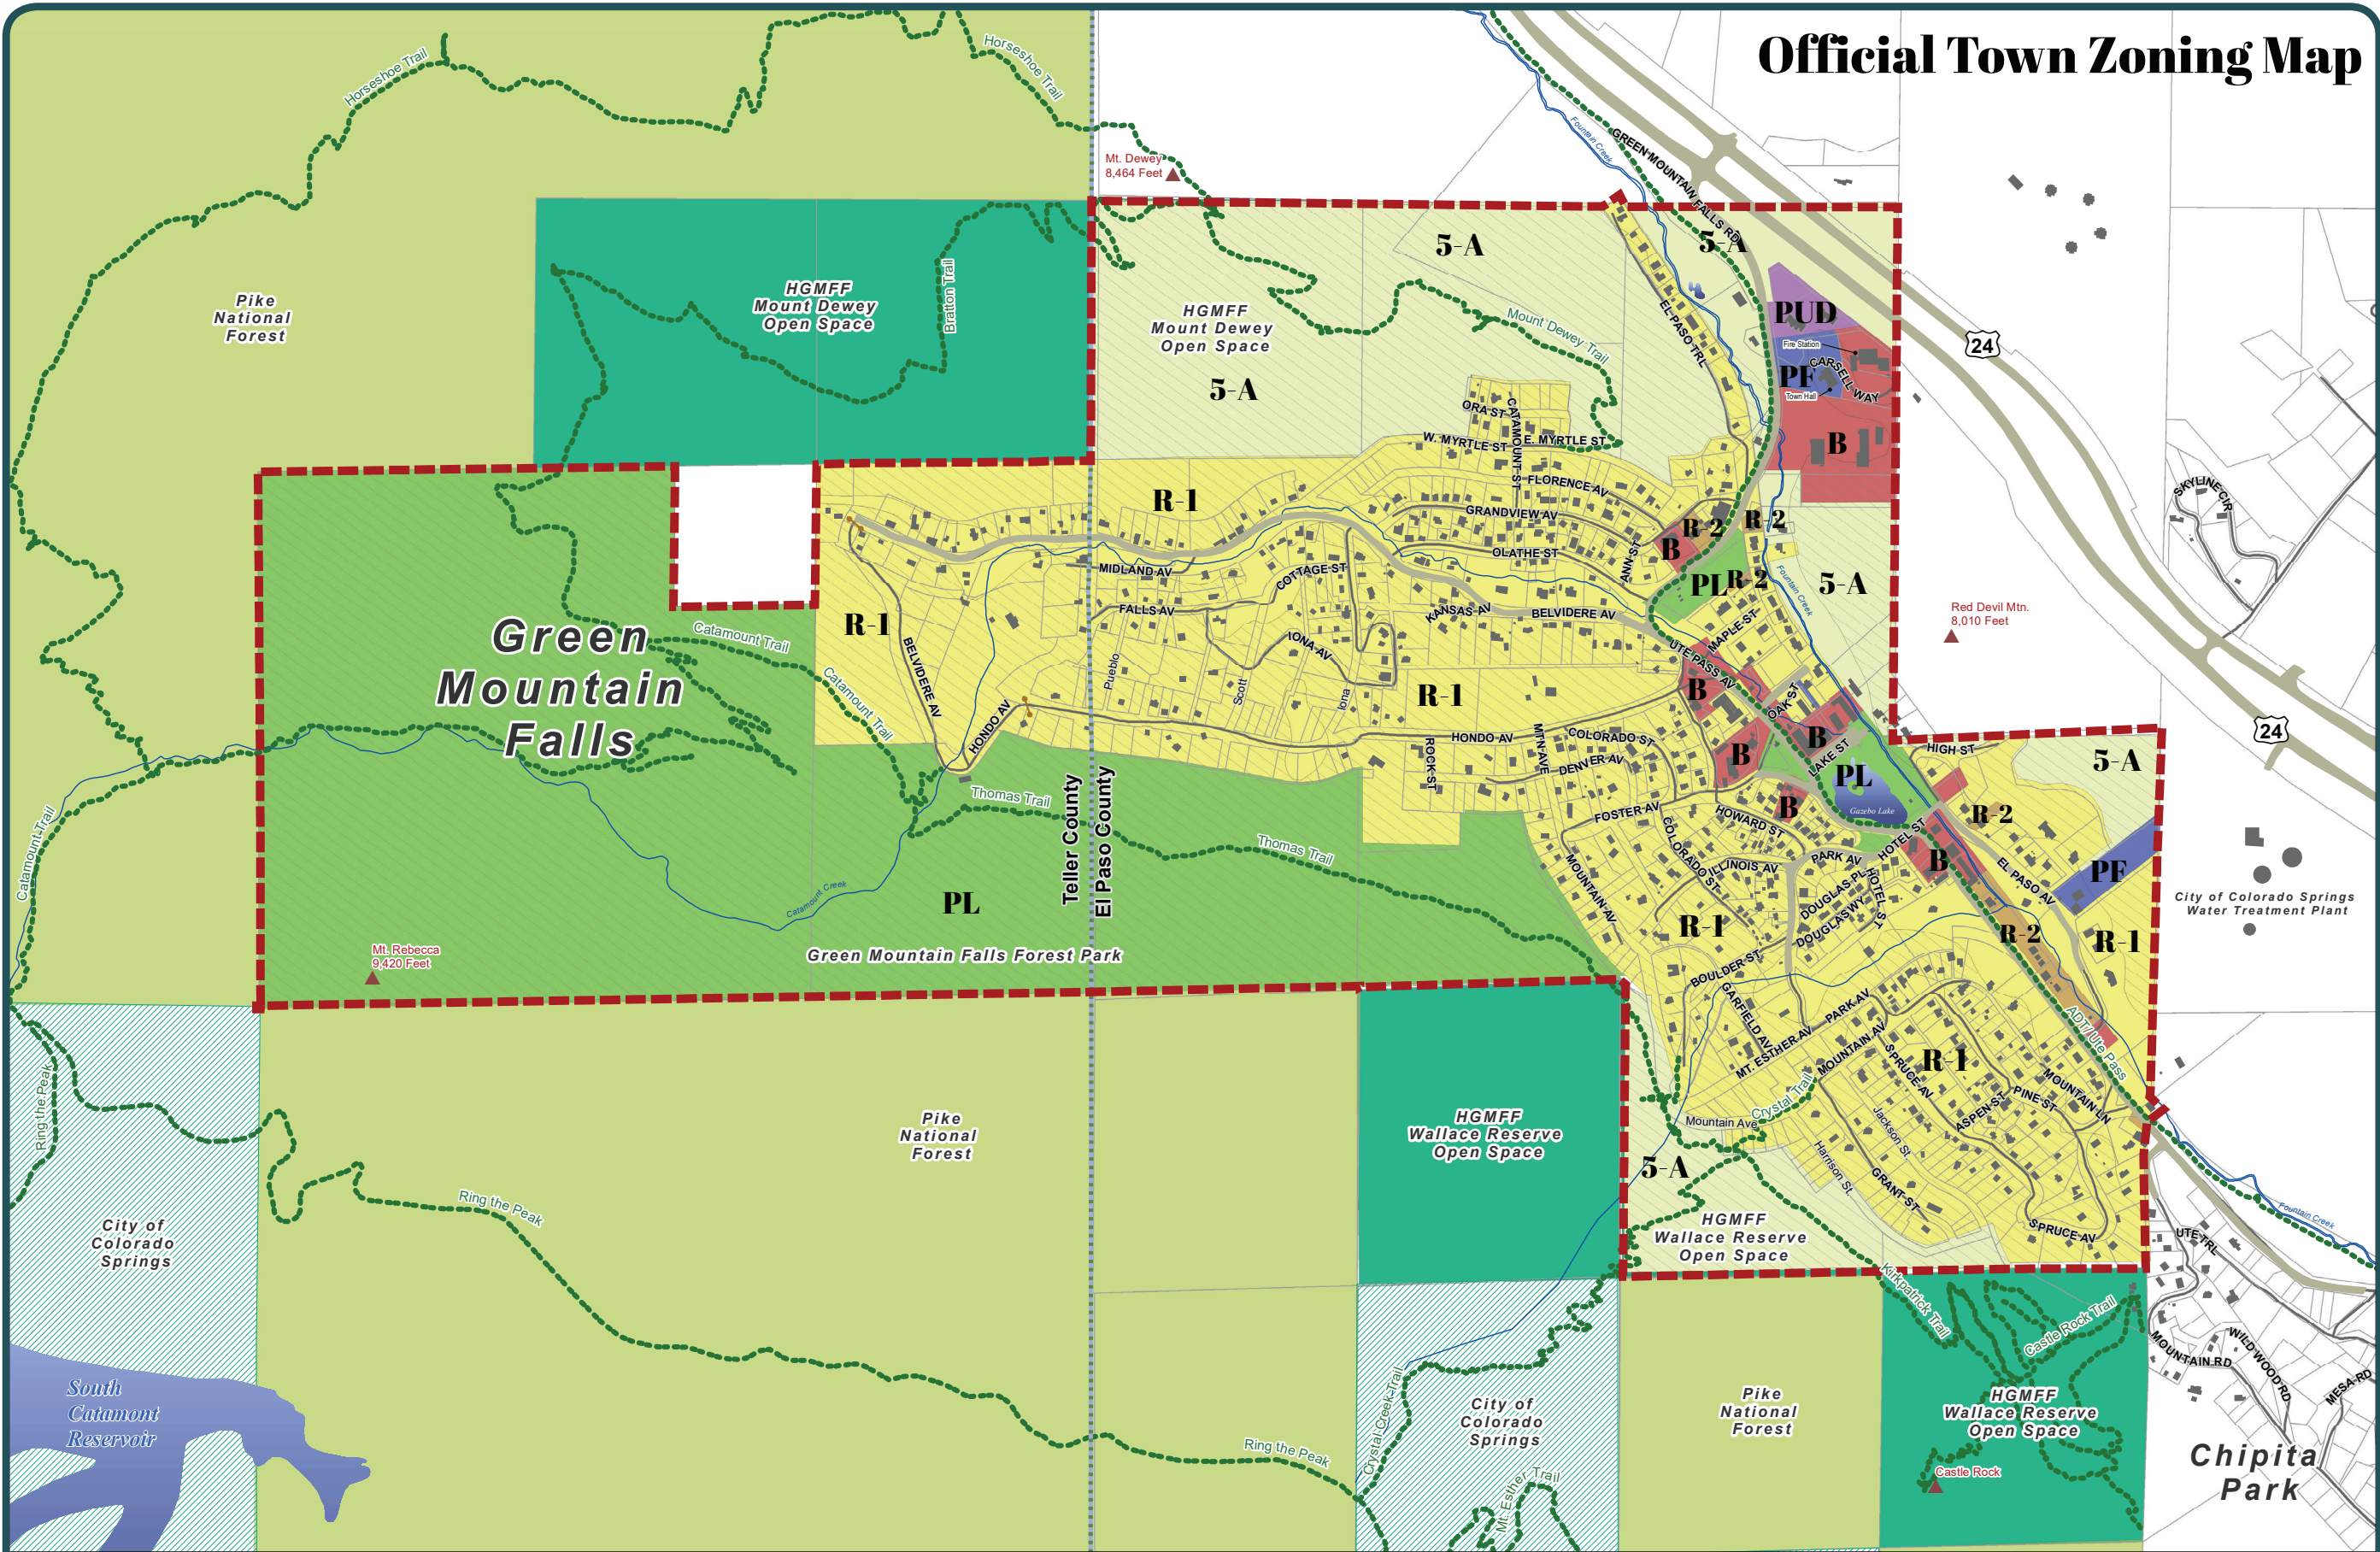 Official Town Zoning Map
Horseshoe Trail
Horseshoe Trail
Mt. Dewey
8,464 Feet
Fountain Creek
GREEN MOUNTAIN FALLS RD
5-A
5-A
Pike
National
Forest
HGMFF
Mount Dewey
Open Space
Bratton Trail
HGMFF
Mount Dewey
Open Space
5-A
Mount Dewey Trail
EL PASO TRL
PUD
Fire Station
PF
CARSELL WAY
Town Hall
B
24
ORA ST
CATAMOUNT ST
W. MYRTLE ST
E. MYRTLE ST
FLORENCE AV
GRANDVIEW AV
OLATHE ST
ANN ST
R-1
R-2
R-2
B
PL
R-2
5-A
Fountain Creek
SKYLINE CIR
Red Devil Mtn.
8,010 Feet
MIDLAND AV
COTTAGE ST
FALLS AV
KANSAS AV
BELVIDERE AV
IONA AV
MAPLE ST
UTE PASS AV
R-1
BELVIDERE AV
Pueblo
Scott
Iona
R-1
B
OAK ST
Green
Mountain
Falls
Catamount Trail
Catamount Trail
HONDO AV
HONDO AV
ROCK ST
MTN AVE
COLORADO ST
DENVER AV
B
B
LAKE ST
PL
Gazebo Lake
HIGH ST
5-A
24
Teller County
El Paso County
Thomas Trail
Thomas Trail
FOSTER AV
HOWARD ST
B
COLORADO ST
ILLINOIS AV
PARK AV
HOTEL ST
HOTEL ST
DOUGLAS PL
DOUGLAS WY
MOUNTAIN AV
B
R-2
EL PASO AV
PF
City of Colorado Springs
Water Treatment Plant
Catamount Trail
Catamount Creek
PL
Green Mountain Falls Forest Park
Mt. Rebecca
9,420 Feet
R-1
R-2
R-1
BOULDER ST
GARFIELD AV
PARK AV
MT. ESTHER AV
MOUNTAIN AV
SPRUCE AV
R-1
ADT/ Ute Pass
MOUNTAIN LN
PINE ST
ASPEN ST
Jackson St.
Harrison St.
GRANT ST
SPRUCE AV
Mountain Ave
Crystal Trail
5-A
HGMFF
Wallace Reserve
Open Space
HGMFF
Wallace Reserve
Open Space
Pike
National
Forest
Ring the Peak
Ring the Peak
City of
Colorado
Springs
South
Catamont
Reservoir
Ring the Peak
Crystal Creek Trail
City of
Colorado
Springs
Mt. Esther Trail
Pike
National
Forest
Kirkpatrick Trail
Castle Rock Trail
HGMFF
Wallace Reserve
Open Space
Castle Rock
Fountain Creek
UTE TRL
MOUNTAIN RD
WILD WOOD RD
MESA RD
Chipita
Park